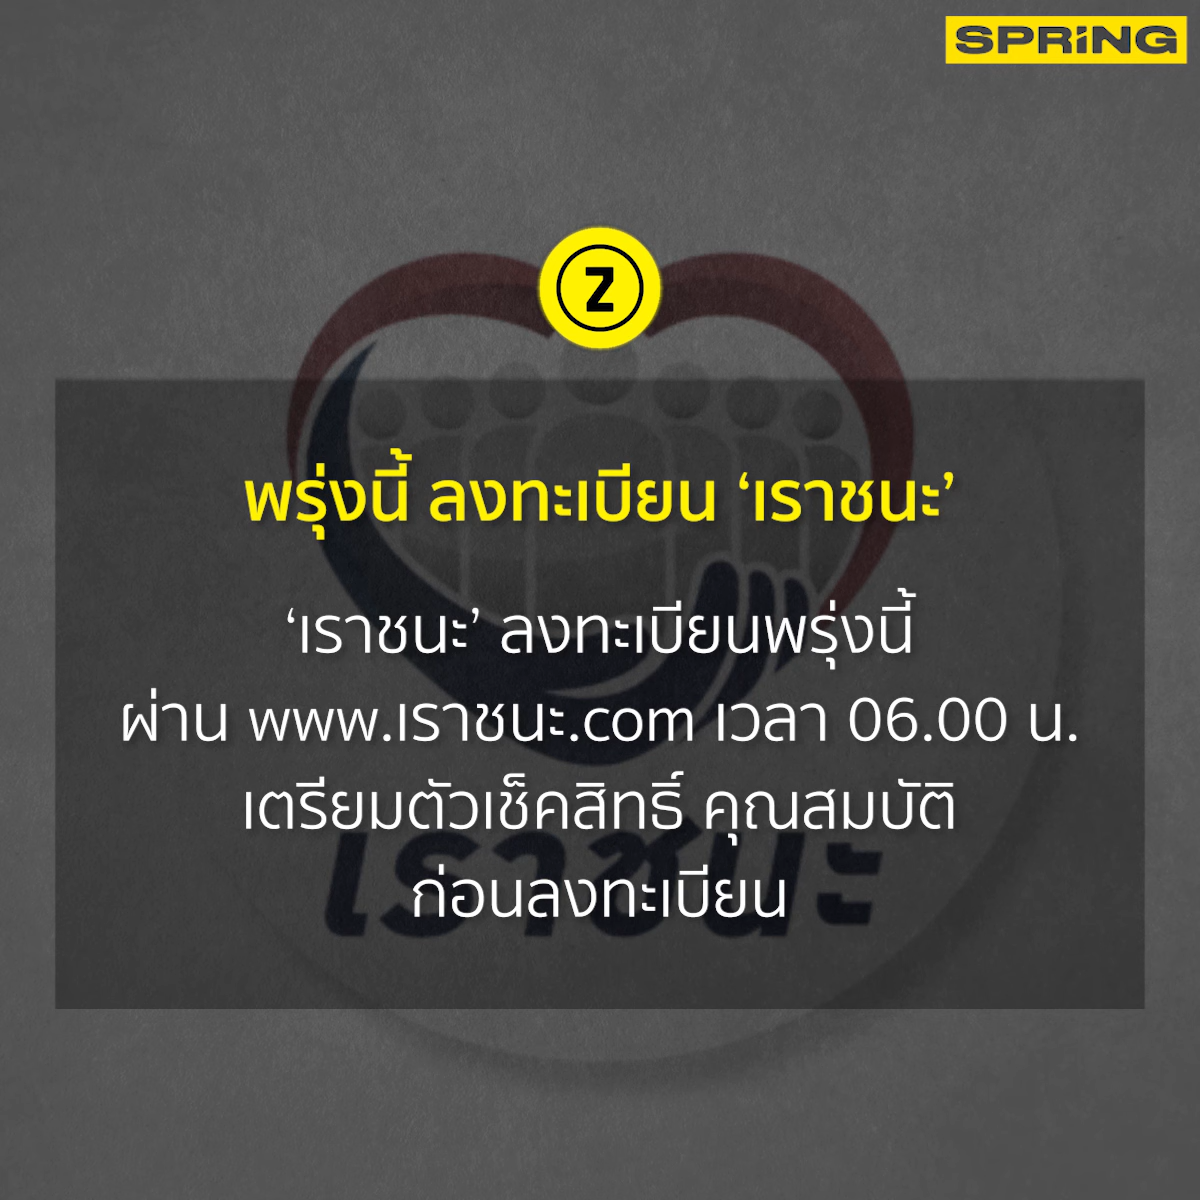 SPRiNG
Z
พรุ่งนี้ ลงทะเบียน ‘เราชนะ’
‘เราชนะ’ ลงทะเบียนพรุ่งนี้
ผ่าน www.เราชนะ.com เวลา 06.00 น.
เตรียมตัวเช็คสิทธิ์ คุณสมบัติ
ก่อนลงทะเบียน
เราชนะ